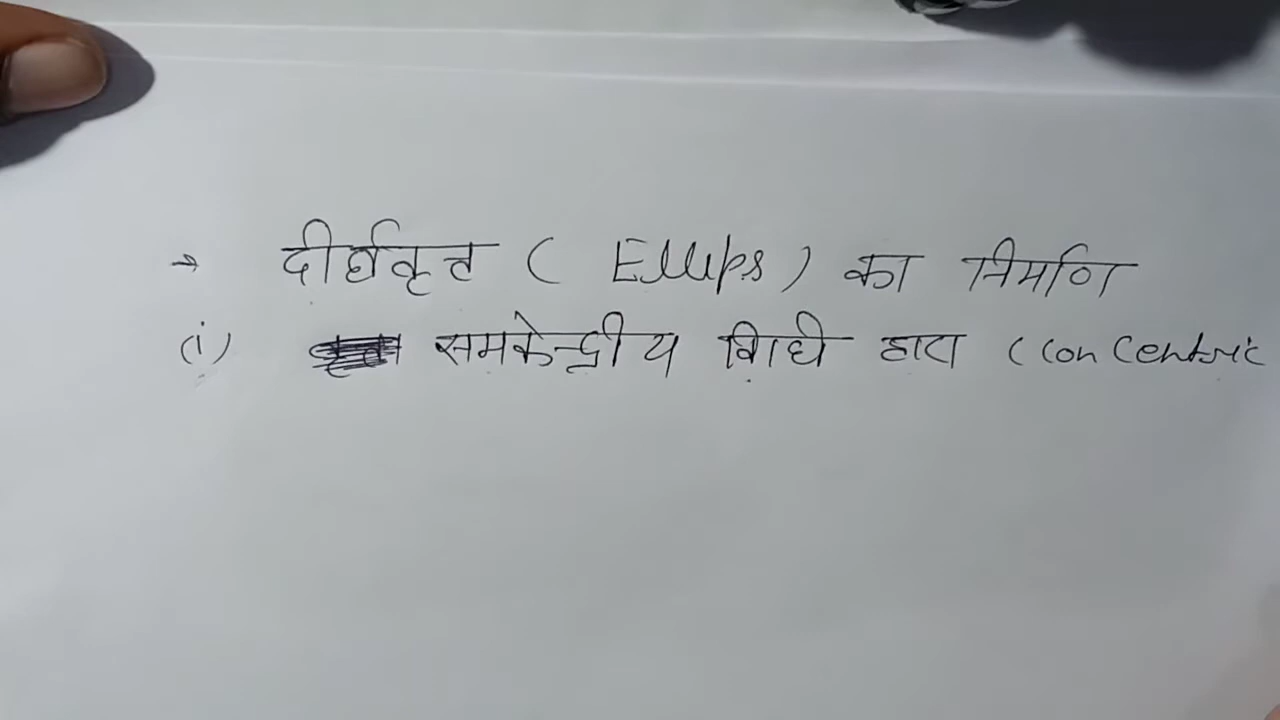 → दीर्घवृत ( Ellips ) का निर्माण
(i) समकेन्द्रीय विधी द्वारा ( Con Centric